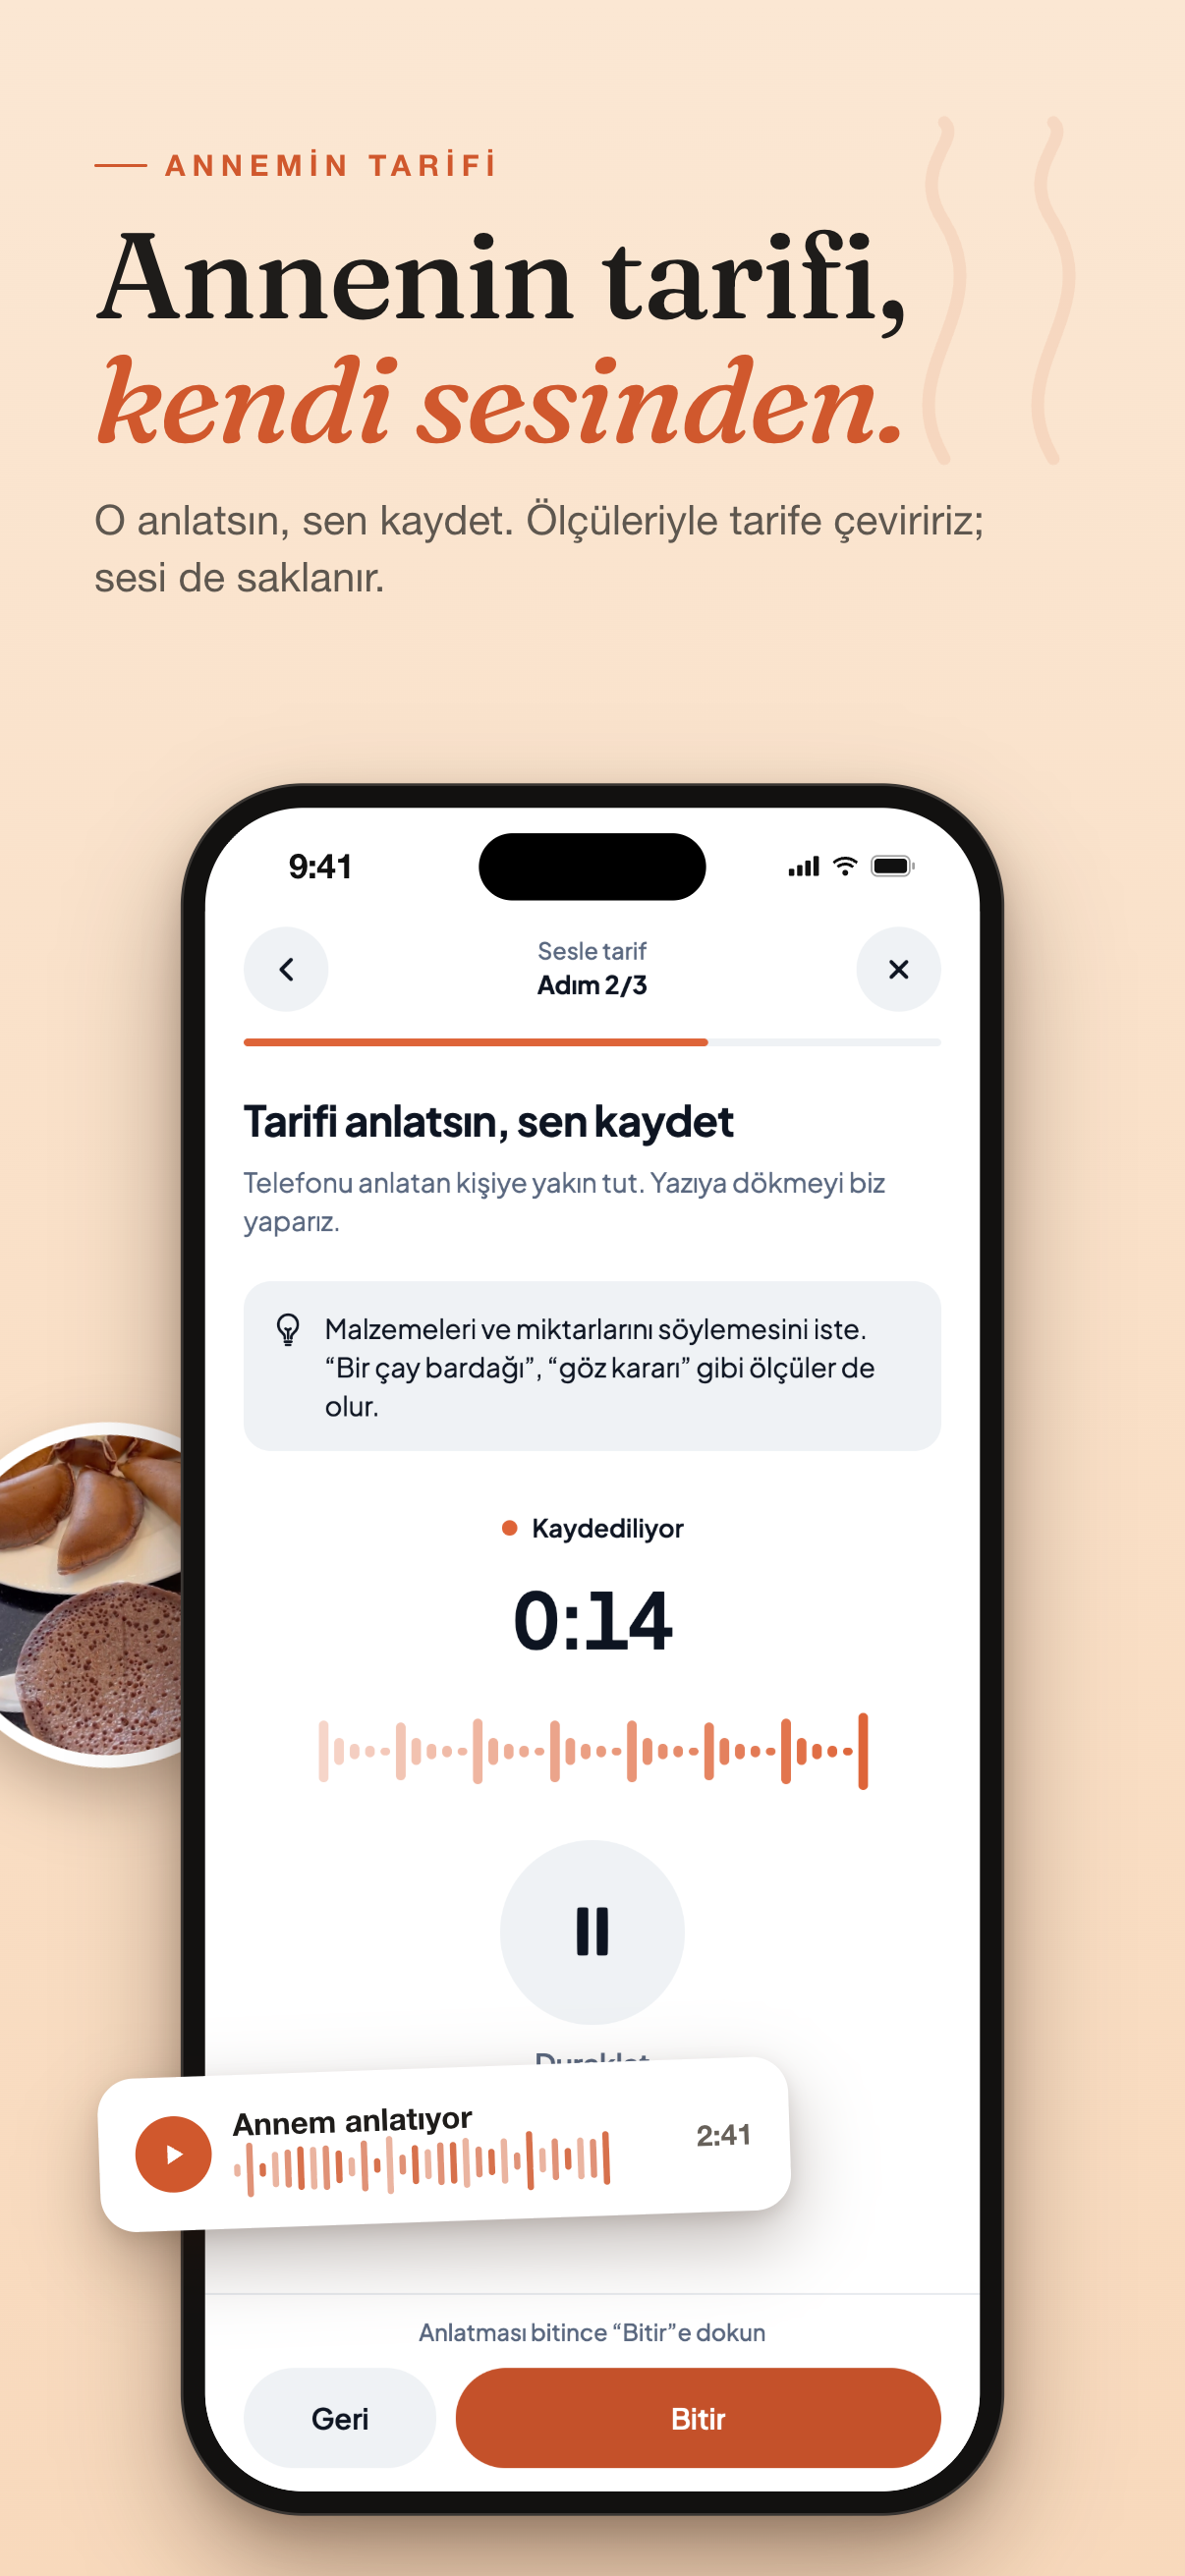 ANNEMİN TARİFİ
Annenin tarifi,
kendi sesinden.
O anlatsın, sen kaydet. Ölçüleriyle tarife çeviririz;
sesi de saklanır.
9:41
Sesle tarif
Adım 2/3
Tarifi anlatsın, sen kaydet
Telefonu anlatan kişiye yakın tut. Yazıya dökmeyi biz
yaparız.
Malzemeleri ve miktarlarını söylemesini iste.
“Bir çay bardağı”, “göz kararı” gibi ölçüler de
olur.
Kaydediliyor
0:14
Annem anlatıyor
2:41
Anlatması bitince “Bitir”e dokun
Geri
Bitir